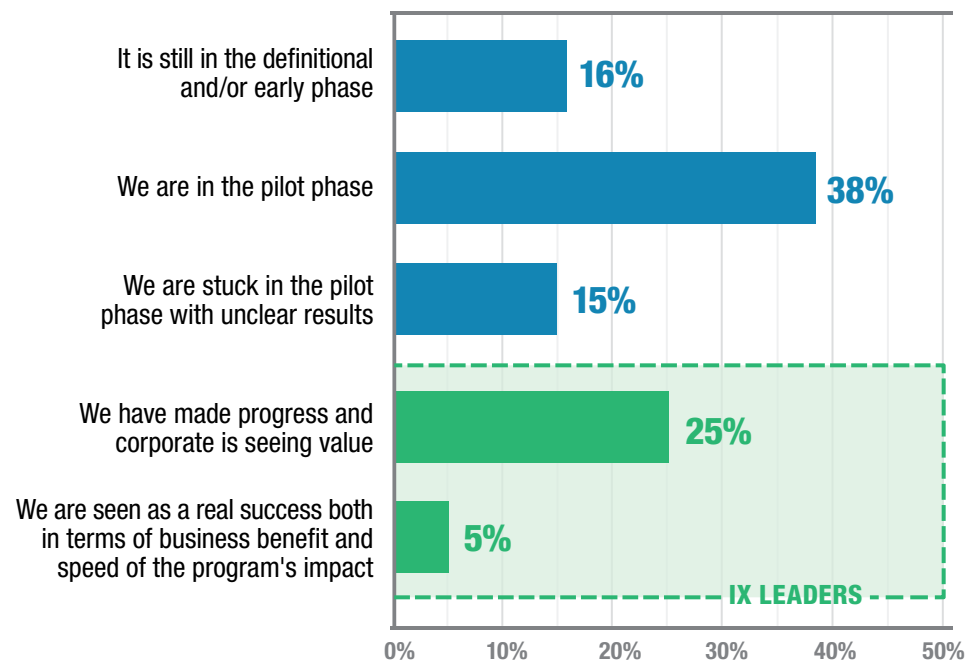 It is still in the definitional
and/or early phase
16%
We are in the pilot phase
38%
We are stuck in the pilot
phase with unclear results
15%
We have made progress and
corporate is seeing value
25%
We are seen as a real success both
in terms of business benefit and
speed of the program's impact
5%
IX LEADERS
0% 10% 20% 30% 40% 50%